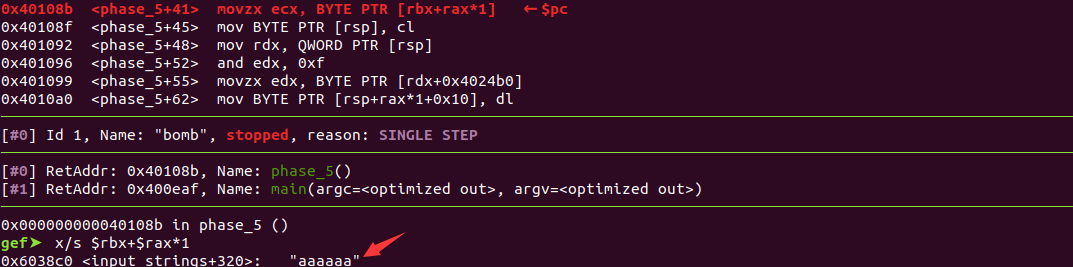 0x40108b <phase_5+41> movzx ecx, BYTE PTR [rbx+rax*1] ←$pc
0x40108f <phase_5+45> mov BYTE PTR [rsp], cl
0x401092 <phase_5+48> mov rdx, QWORD PTR [rsp]
0x401096 <phase_5+52> and edx, 0xf
0x401099 <phase_5+55> movzx edx, BYTE PTR [rdx+0x4024b0]
0x4010a0 <phase_5+62> mov BYTE PTR [rsp+rax*1+0x10], dl
[#0] Id 1, Name: "bomb", stopped, reason: SINGLE STEP
[#0] RetAddr: 0x40108b, Name: phase_5()
[#1] RetAddr: 0x400eaf, Name: main(argc=<optimized out>, argv=<optimized out>)
0x000000000040108b in phase_5 ()
gef➤ x/s $rbx+$rax*1
0x6038c0 <input_strings+320>: "aaaaaa"